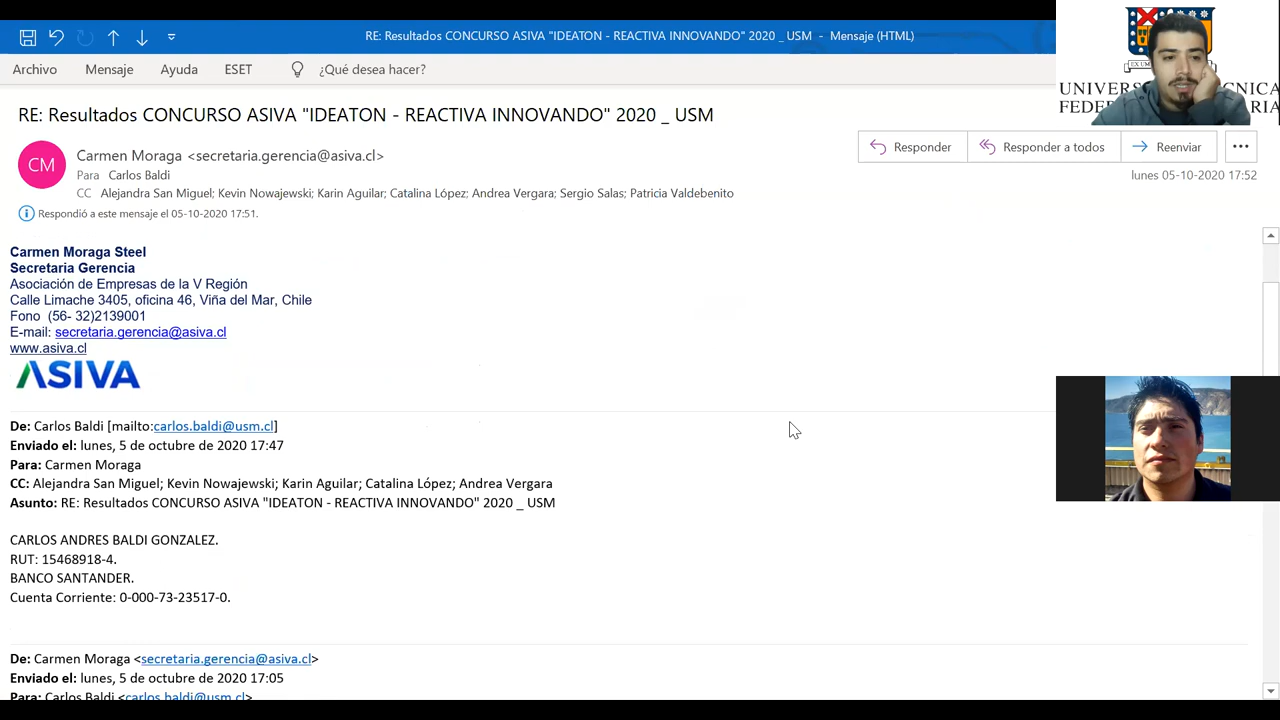 RE: Resultados CONCURSO ASIVA "IDEATON - REACTIVA INNOVANDO" 2020 _ USM - Mensaje (HTML)
Archivo Mensaje Ayuda ESET ¿Qué desea hacer?
RE: Resultados CONCURSO ASIVA "IDEATON - REACTIVA INNOVANDO" 2020 _ USM
CM
Carmen Moraga <secretaria.gerencia@asiva.cl>
Para Carlos Baldi
CC Alejandra San Miguel; Kevin Nowajewski; Karin Aguilar; Catalina López; Andrea Vergara; Sergio Salas; Patricia Valdebenito
Responder Responder a todos Reenviar
lunes 05-10-2020 17:52
Respondió a este mensaje el 05-10-2020 17:51.
Carmen Moraga Steel
Secretaria Gerencia
Asociación de Empresas de la V Región
Calle Limache 3405, oficina 46, Viña del Mar, Chile
Fono (56- 32)2139001
E-mail: secretaria.gerencia@asiva.cl
www.asiva.cl
ASIVA
De: Carlos Baldi [mailto:carlos.baldi@usm.cl]
Enviado el: lunes, 5 de octubre de 2020 17:47
Para: Carmen Moraga
CC: Alejandra San Miguel; Kevin Nowajewski; Karin Aguilar; Catalina López; Andrea Vergara
Asunto: RE: Resultados CONCURSO ASIVA "IDEATON - REACTIVA INNOVANDO" 2020 _ USM
CARLOS ANDRES BALDI GONZALEZ.
RUT: 15468918-4.
BANCO SANTANDER.
Cuenta Corriente: 0-000-73-23517-0.
De: Carmen Moraga <secretaria.gerencia@asiva.cl>
Enviado el: lunes, 5 de octubre de 2020 17:05
Para: Carlos Baldi <carlos.baldi@usm.cl>